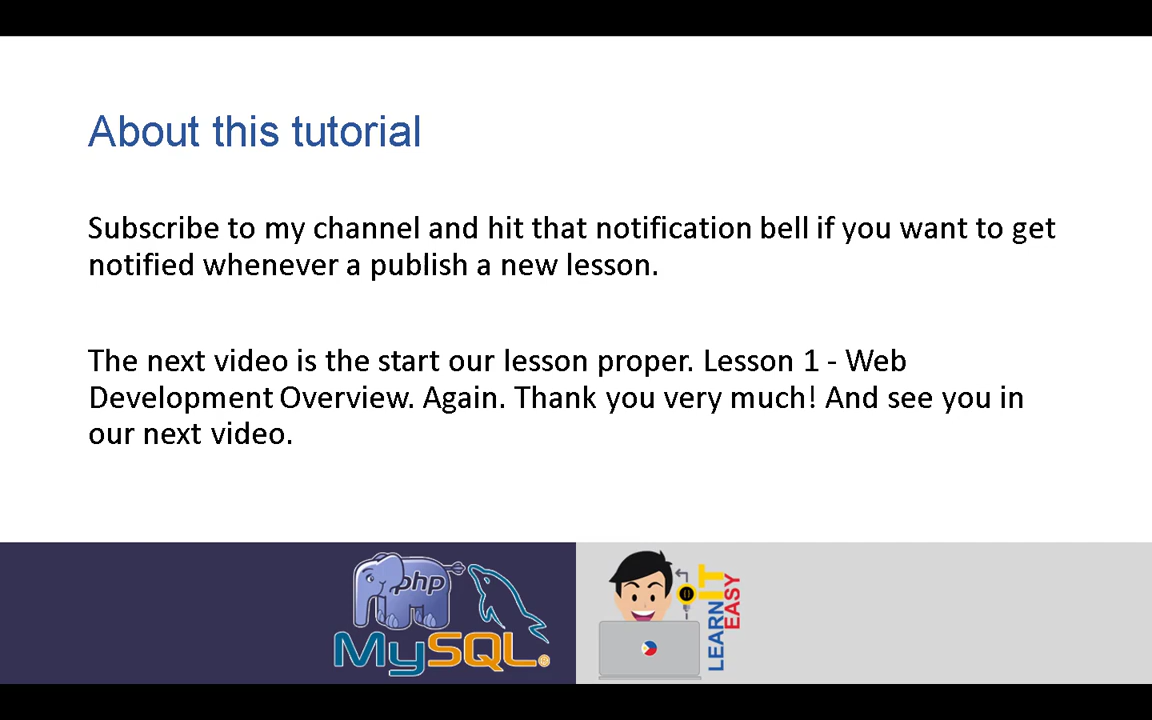 About this tutorial
Subscribe to my channel and hit that notification bell if you want to get
notified whenever a publish a new lesson.
The next video is the start our lesson proper. Lesson 1 - Web
Development Overview. Again. Thank you very much! And see you in
our next video.
php
MySQL
LEARN
IT
EASY